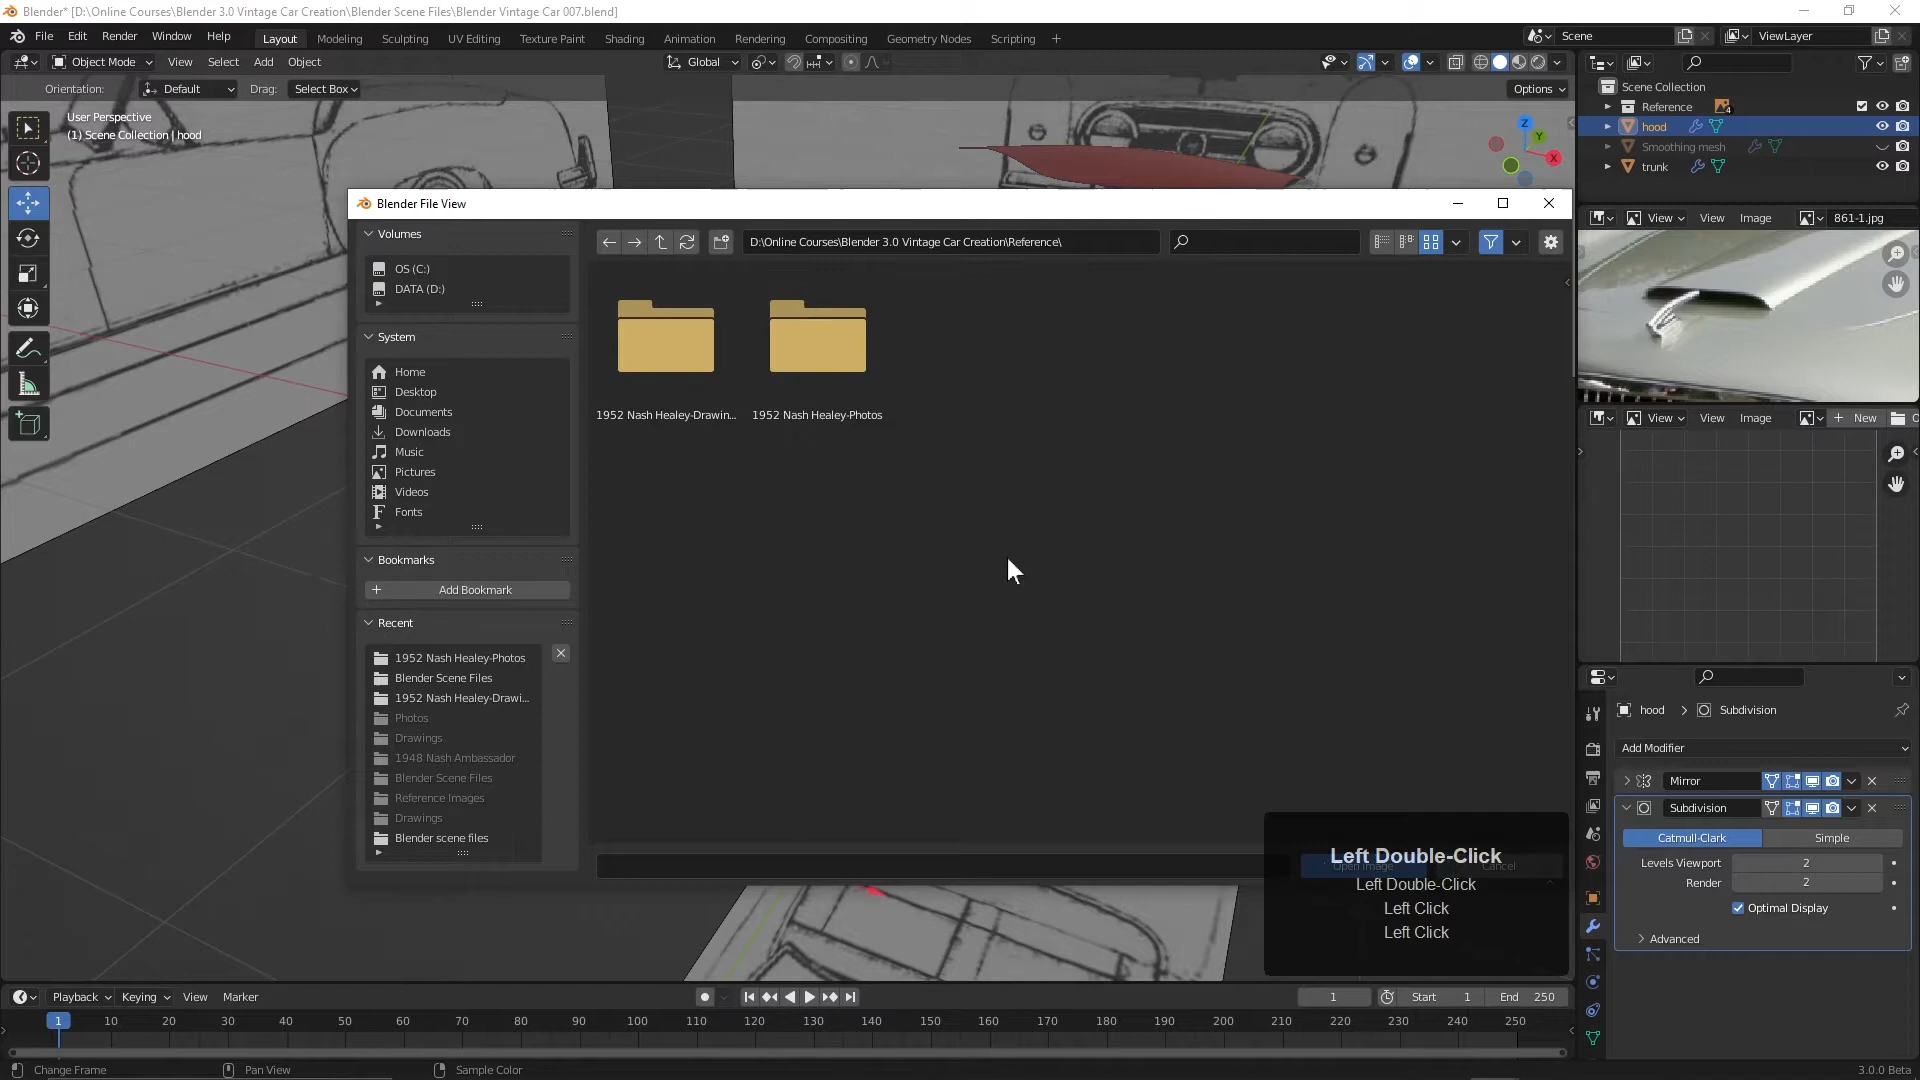 Blender* [D:\Online Courses\Blender 3.0 Vintage Car Creation\Blender Scene Files\Blender Vintage Car 007.blend]
File Edit Render Window Help Layout Modeling Sculpting UV Editing Texture Paint Shading Animation Rendering Compositing Geometry Nodes Scripting + Scene ViewLayer
Object Mode View Select Add Object Global
Orientation: Default Drag: Select Box Options
User Perspective
(1) Scene Collection | hood
Z
Y
X
Scene Collection
Reference 4
hood
Smoothing mesh
trunk
View View Image 861-1.jpg
View View Image + New
Blender File View
Volumes
OS (C:)
DATA (D:)
System
Home
Desktop
Documents
Downloads
Music
Pictures
Videos
Fonts
Bookmarks
+ Add Bookmark
Recent
1952 Nash Healey-Photos
Blender Scene Files
1952 Nash Healey-Drawi...
Photos
Drawings
1948 Nash Ambassador
Blender Scene Files
Reference Images
Drawings
Blender scene files
D:\Online Courses\Blender 3.0 Vintage Car Creation\Reference\
1952 Nash Healey-Drawin... 1952 Nash Healey-Photos
Open Image Cancel
Left Double-Click
Left Double-Click
Left Click
Left Click
hood > Subdivision
Add Modifier
Mirror
Subdivision
Catmull-Clark Simple
Levels Viewport 2
Render 2
Optimal Display
Advanced
Playback Keying View Marker 1 Start 1 End 250
1 10 20 30 40 50 60 70 80 90 100 110 120 130 140 150 160 170 180 190 200 210 220 230 240 250
Change Frame Pan View Sample Color 3.0.0 Beta